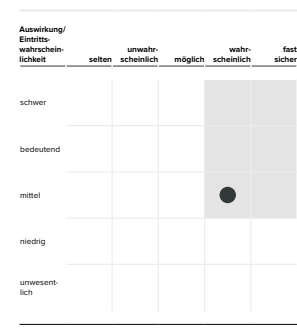 Auswirkung/
Eintritts-
wahrschein-
lichkeit
selten
unwahr-
scheinlich
möglich
wahr-
scheinlich
fast
sicher
schwer
bedeutend
mittel
niedrig
unwesent-
lich